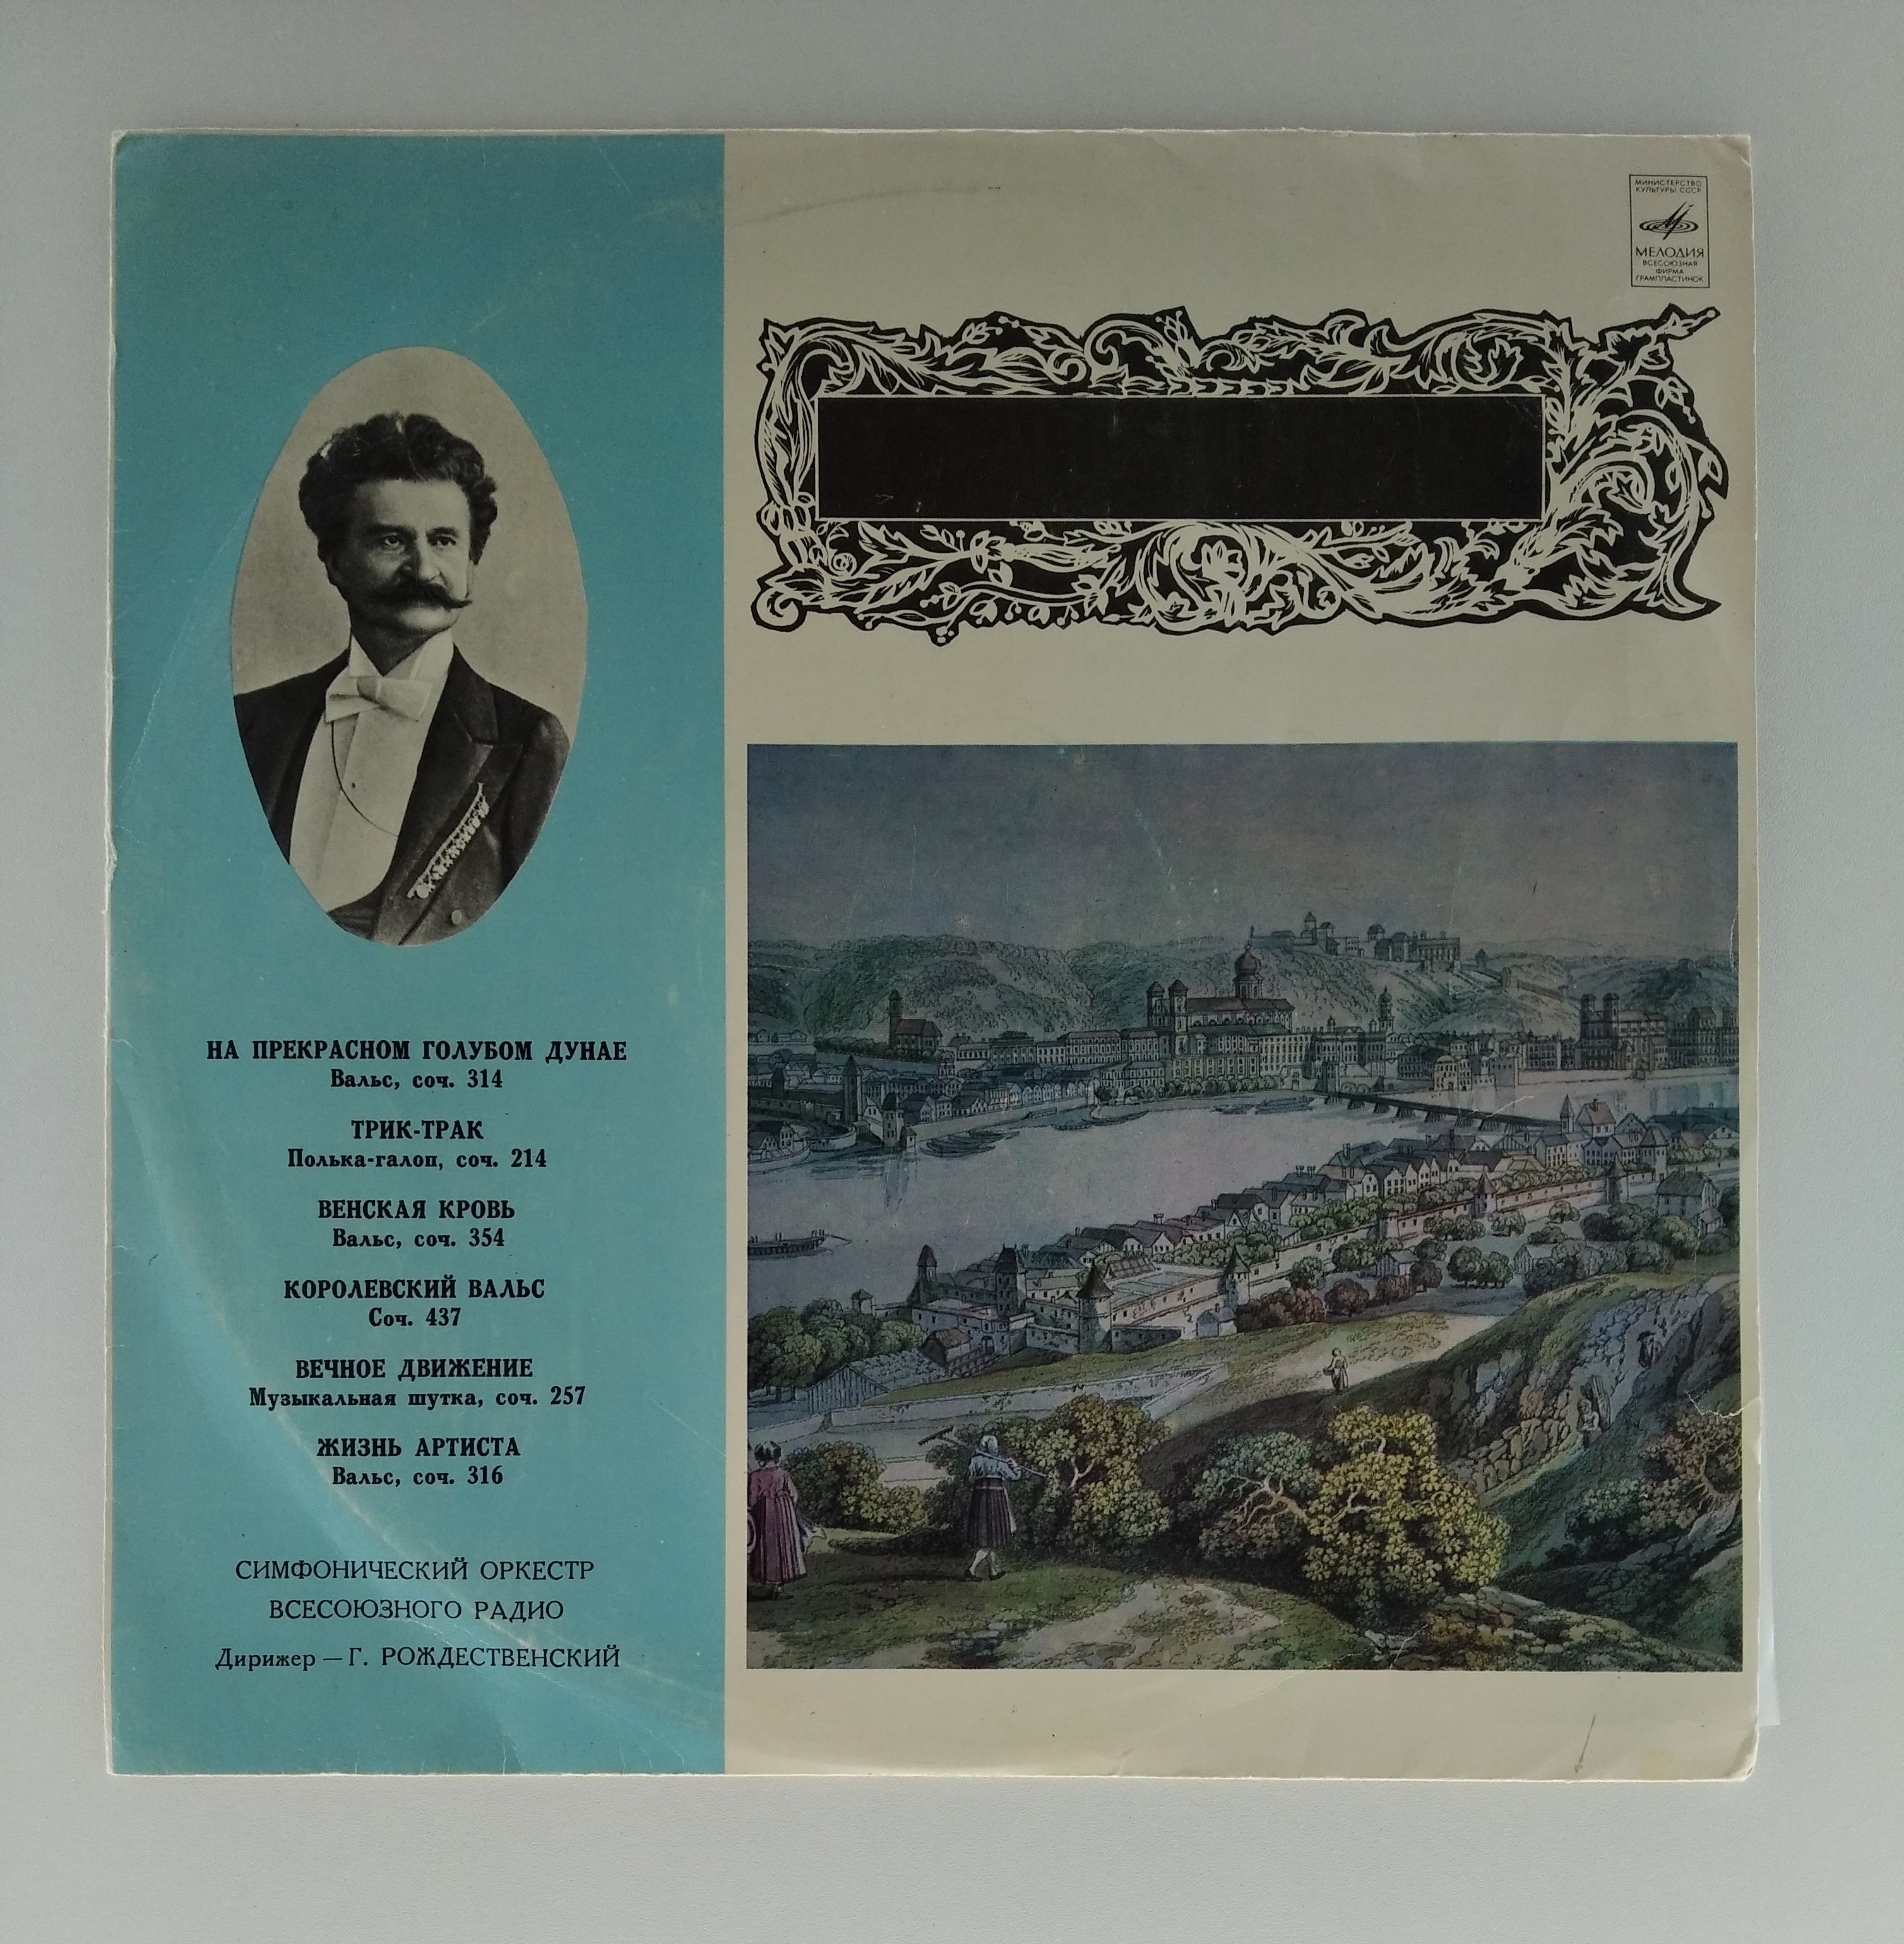 МИНИСТЕРСТВО
КУЛЬТУРЫ СССР
МЕЛОДИЯ
ВСЕСОЮЗНАЯ
ФИРМА
ГРАМПЛАСТИНОК
НА ПРЕКРАСНОМ ГОЛУБОМ ДУНАЕ
Вальс, соч. 314
ТРИК-ТРАК
Полька-галоп, соч. 214
ВЕНСКАЯ КРОВЬ
Вальс, соч. 354
КОРОЛЕВСКИЙ ВАЛЬС
Соч. 437
ВЕЧНОЕ ДВИЖЕНИЕ
Музыкальная шутка, соч. 257
ЖИЗНЬ АРТИСТА
Вальс, соч. 316
СИМФОНИЧЕСКИЙ ОРКЕСТР
ВСЕСОЮЗНОГО РАДИО
Дирижер — Г. РОЖДЕСТВЕНСКИЙ